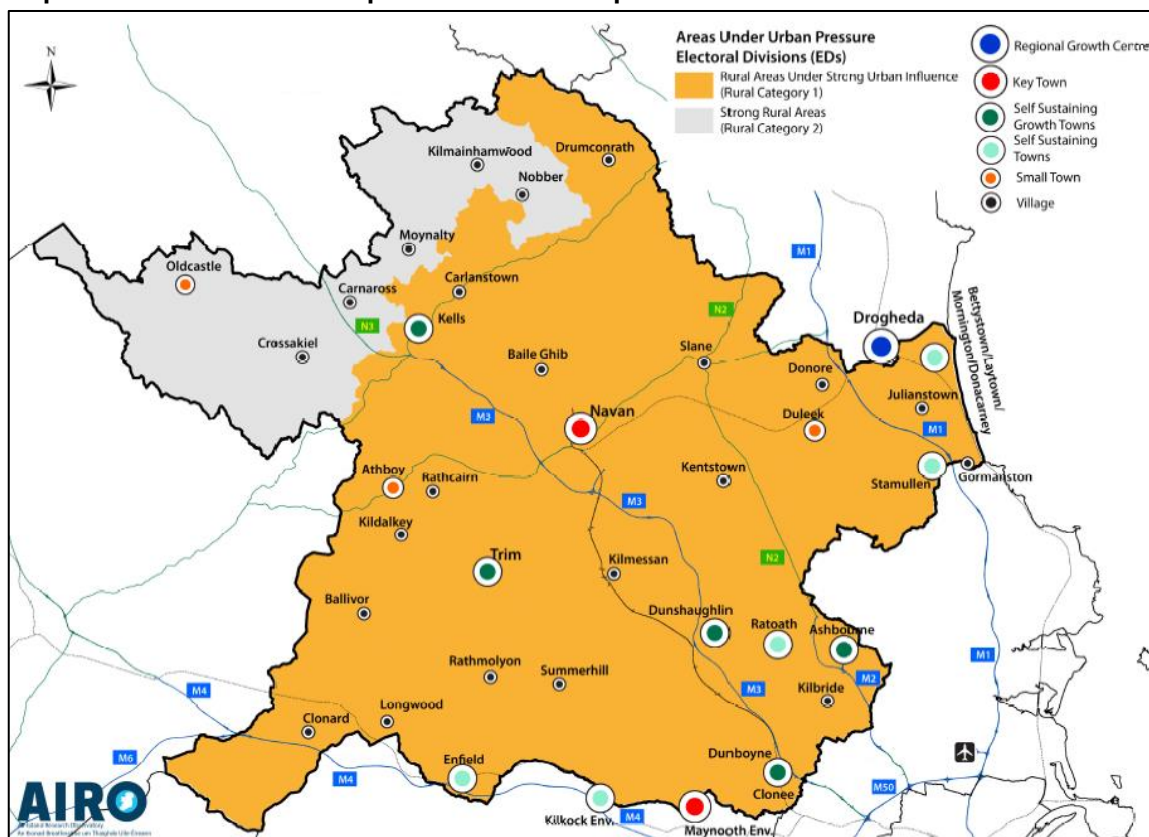 N
Areas Under Urban Pressure
Electoral Divisions (EDs)
Rural Areas Under Strong Urban Influence
(Rural Category 1)
Strong Rural Areas
(Rural Category 2)
Regional Growth Centre
Key Town
Self Sustaining
Growth Towns
Self Sustaining
Towns
Small Town
Village
Drumconrath
Kilmainhamwood
Nobber
Moynalty
Oldcastle
Carnaross
Carlanstown
Kells
N3
Crossakiel
M1
N2
Drogheda
Bettystown/Laytown/
Mornington/Donacarney
Slane
Baile Ghib
Donore
Julianstown
M3
Navan
Duleek
M1
Athboy
Rathcairn
Kentstown
Stamullen
Gormanston
M3
Kildalkey
Trim
Kilmessan
N2
Ballivor
Dunshaughlin
Ratoath
Ashbourne
M1
Rathmolyon
Summerhill
M3
M2
Kilbride
M4
Longwood
Clonard
M6
Enfield
M4
Dunboyne
Clonee
M50
Kilkock Env.
M4
Maynooth Env.
AIRO